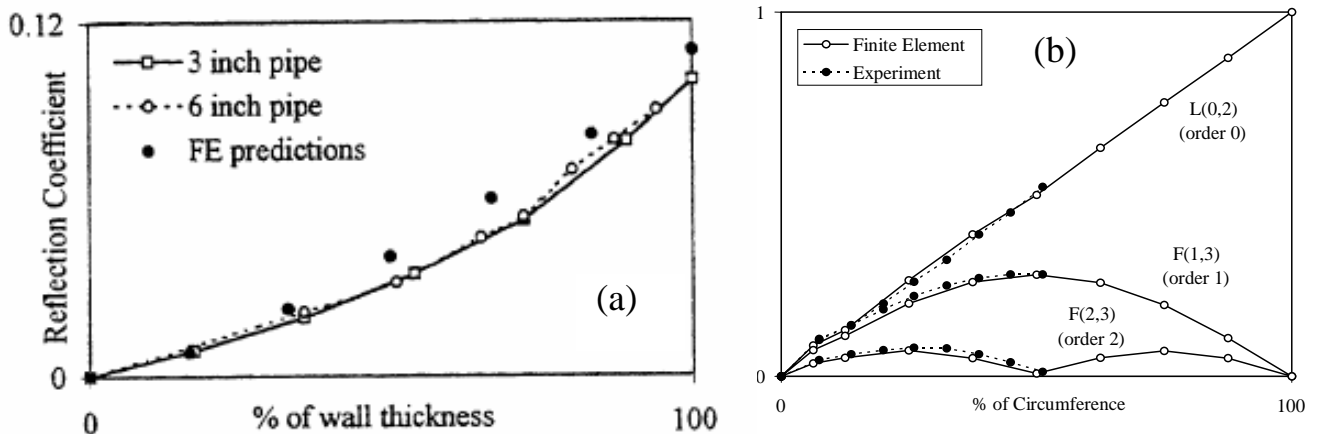 0.12
3 inch pipe
6 inch pipe
FE predictions
Reflection Coefficient
(a)
0
0
% of wall thickness
100
1
Finite Element
Experiment
(b)
L(0,2)
(order 0)
F(1,3)
(order 1)
F(2,3)
(order 2)
0
0
% of Circumference
100